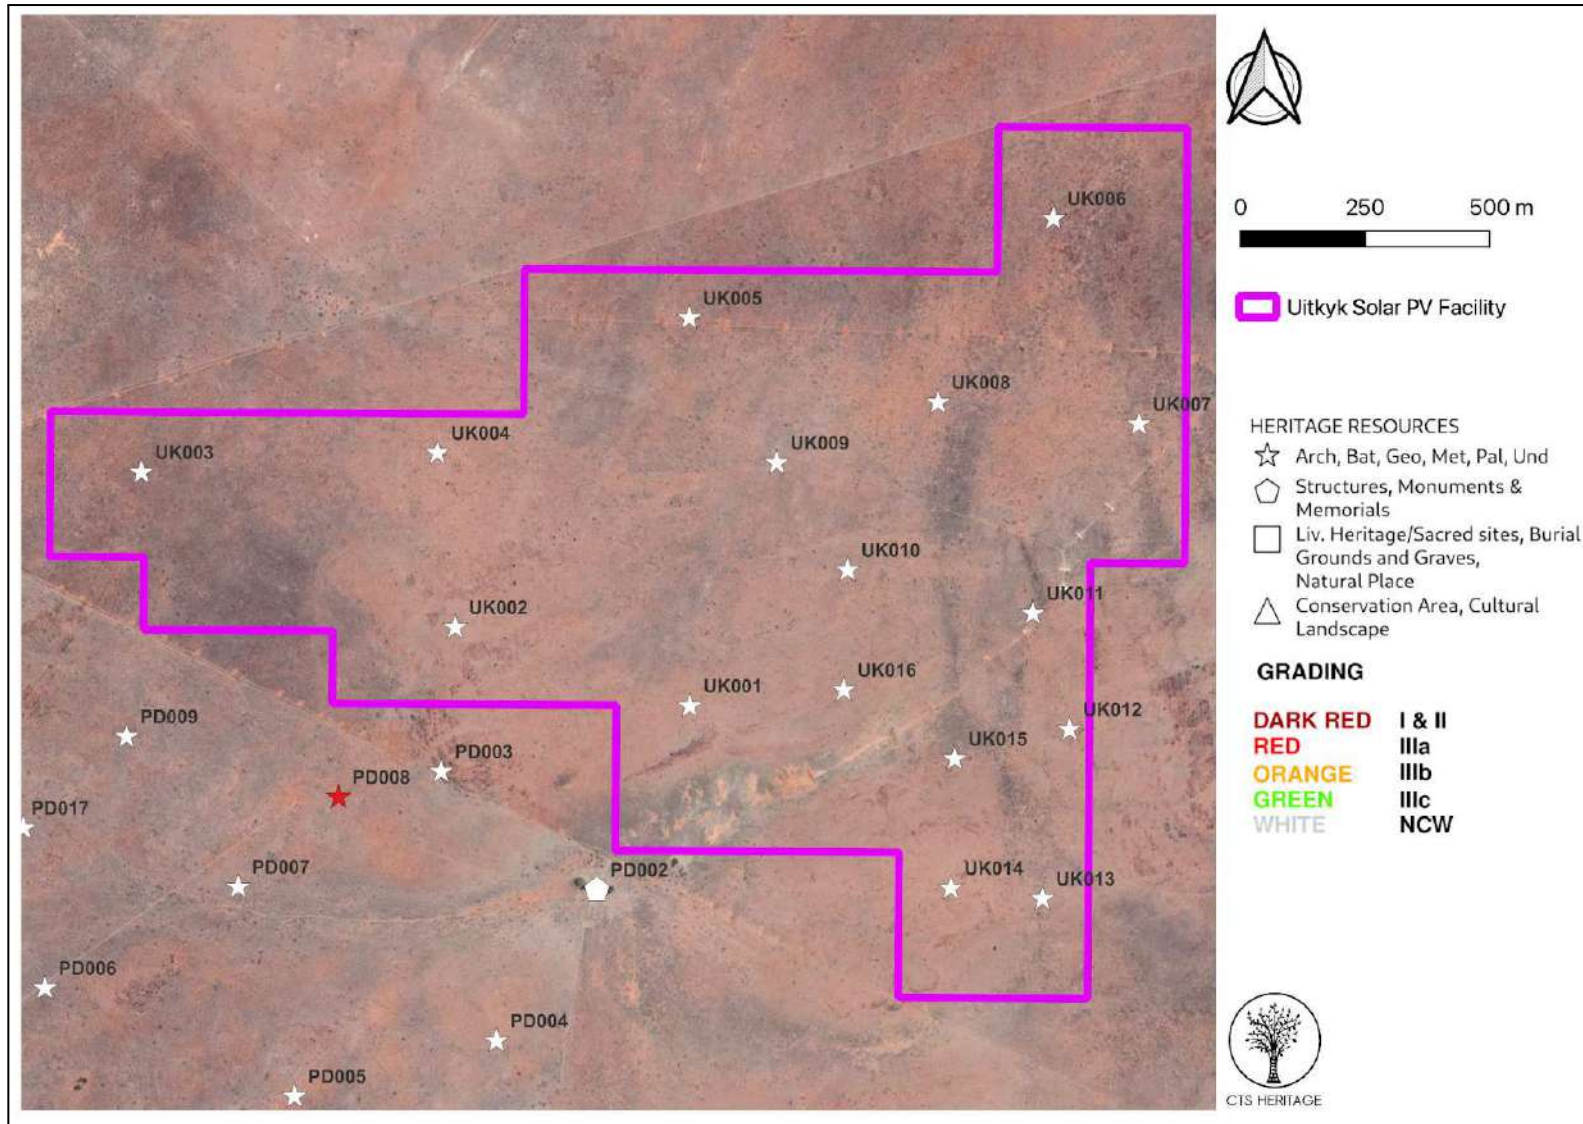 UK006
UK005
UK008
UK007
UK004
UK009
UK003
UK010
UK011
UK002
UK016
UK001
UK012
PD009
UK015
PD003
PD008
PD017
PD007
PD002
UK014
UK013
PD006
PD004
PD005
0 250 500 m
Uitkyk Solar PV Facility
HERITAGE RESOURCES
Arch, Bat, Geo, Met, Pal, Und
Structures, Monuments &
Memorials
Liv. Heritage/Sacred sites, Burial
Grounds and Graves,
Natural Place
Conservation Area, Cultural
Landscape
GRADING
DARK RED I & II
RED IIIa
ORANGE IIIb
GREEN IIIc
WHITE NCW
CTS HERITAGE